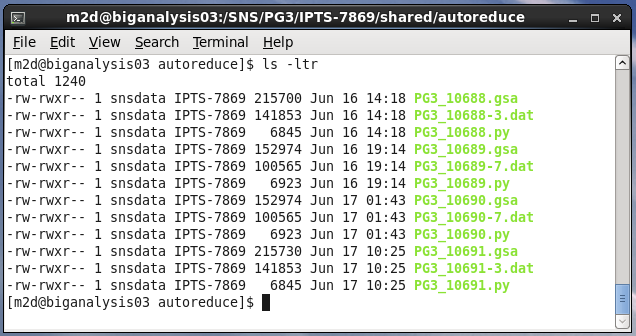 m2d@biganalysis03:/SNS/PG3/IPTS-7869/shared/autoreduce
File Edit View Search Terminal Help
[m2d@biganalysis03 autoreduce]$ ls -ltr
total 1240
-rw-rwxr-- 1 snsdata IPTS-7869 215700 Jun 16 14:18 PG3_10688.gsa
-rw-rwxr-- 1 snsdata IPTS-7869 141853 Jun 16 14:18 PG3_10688-3.dat
-rw-rwxr-- 1 snsdata IPTS-7869   6845 Jun 16 14:18 PG3_10688.py
-rw-rwxr-- 1 snsdata IPTS-7869 152974 Jun 16 19:14 PG3_10689.gsa
-rw-rwxr-- 1 snsdata IPTS-7869 100565 Jun 16 19:14 PG3_10689-7.dat
-rw-rwxr-- 1 snsdata IPTS-7869   6923 Jun 16 19:14 PG3_10689.py
-rw-rwxr-- 1 snsdata IPTS-7869 152974 Jun 17 01:43 PG3_10690.gsa
-rw-rwxr-- 1 snsdata IPTS-7869 100565 Jun 17 01:43 PG3_10690-7.dat
-rw-rwxr-- 1 snsdata IPTS-7869   6923 Jun 17 01:43 PG3_10690.py
-rw-rwxr-- 1 snsdata IPTS-7869 215730 Jun 17 10:25 PG3_10691.gsa
-rw-rwxr-- 1 snsdata IPTS-7869 141853 Jun 17 10:25 PG3_10691-3.dat
-rw-rwxr-- 1 snsdata IPTS-7869   6845 Jun 17 10:25 PG3_10691.py
[m2d@biganalysis03 autoreduce]$